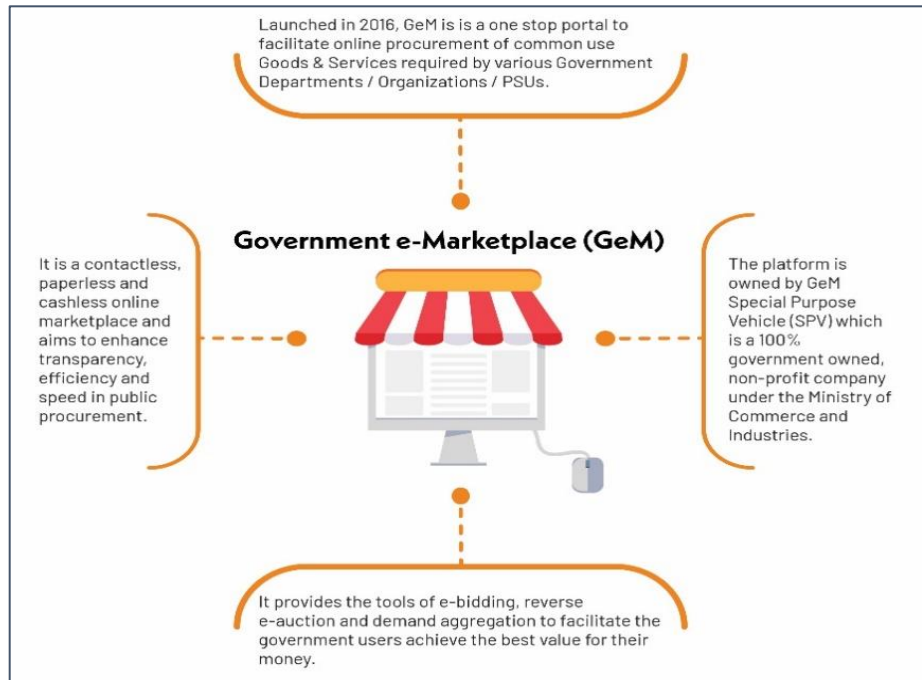 Launched in 2016, GeM is is a one stop portal to
facilitate online procurement of common use
Goods & Services required by various Government
Departments / Organizations / PSUs.
Government e-Marketplace (GeM)
It is a contactless,
paperless and
cashless online
marketplace and
aims to enhance
transparency,
efficiency and
speed in public
procurement.
The platform is
owned by GeM
Special Purpose
Vehicle (SPV) which
is a 100%
government owned,
non-profit company
under the Ministry of
Commerce and
Industries.
It provides the tools of e-bidding, reverse
e-auction and demand aggregation to facilitate the
government users achieve the best value for their
money.